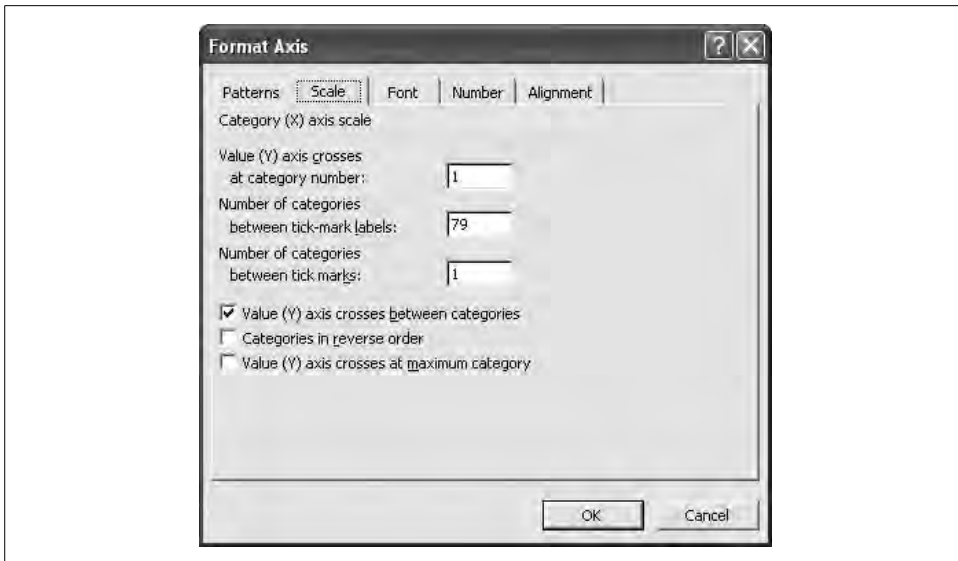 Format Axis
Patterns Scale Font Number Alignment
Category (X) axis scale
Value (Y) axis crosses
at category number: 1
Number of categories
between tick-mark labels: 79
Number of categories
between tick marks: 1
Value (Y) axis crosses between categories
Categories in reverse order
Value (Y) axis crosses at maximum category
OK Cancel